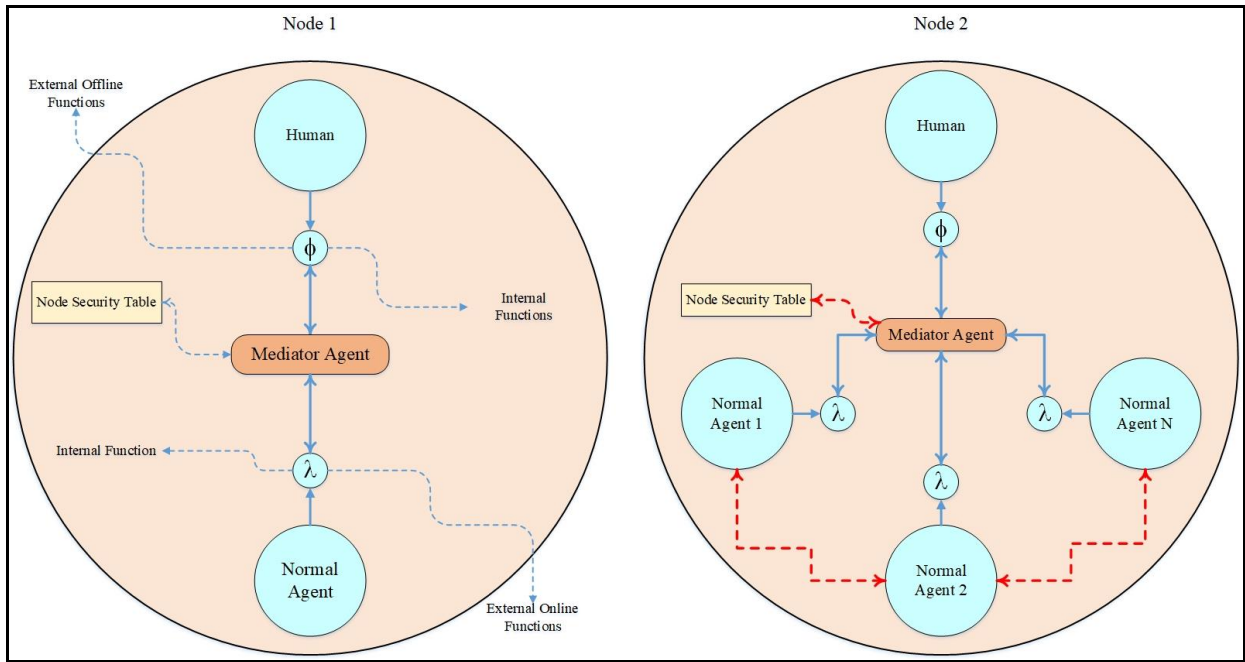 Node 1
External Offline
Functions
Human
ϕ
Node Security Table
Internal
Functions
Mediator Agent
Internal Function
λ
Normal
Agent
External Online
Functions
Node 2
Human
ϕ
Node Security Table
Mediator Agent
Normal
Agent 1
λ
λ
Normal
Agent N
λ
Normal
Agent 2